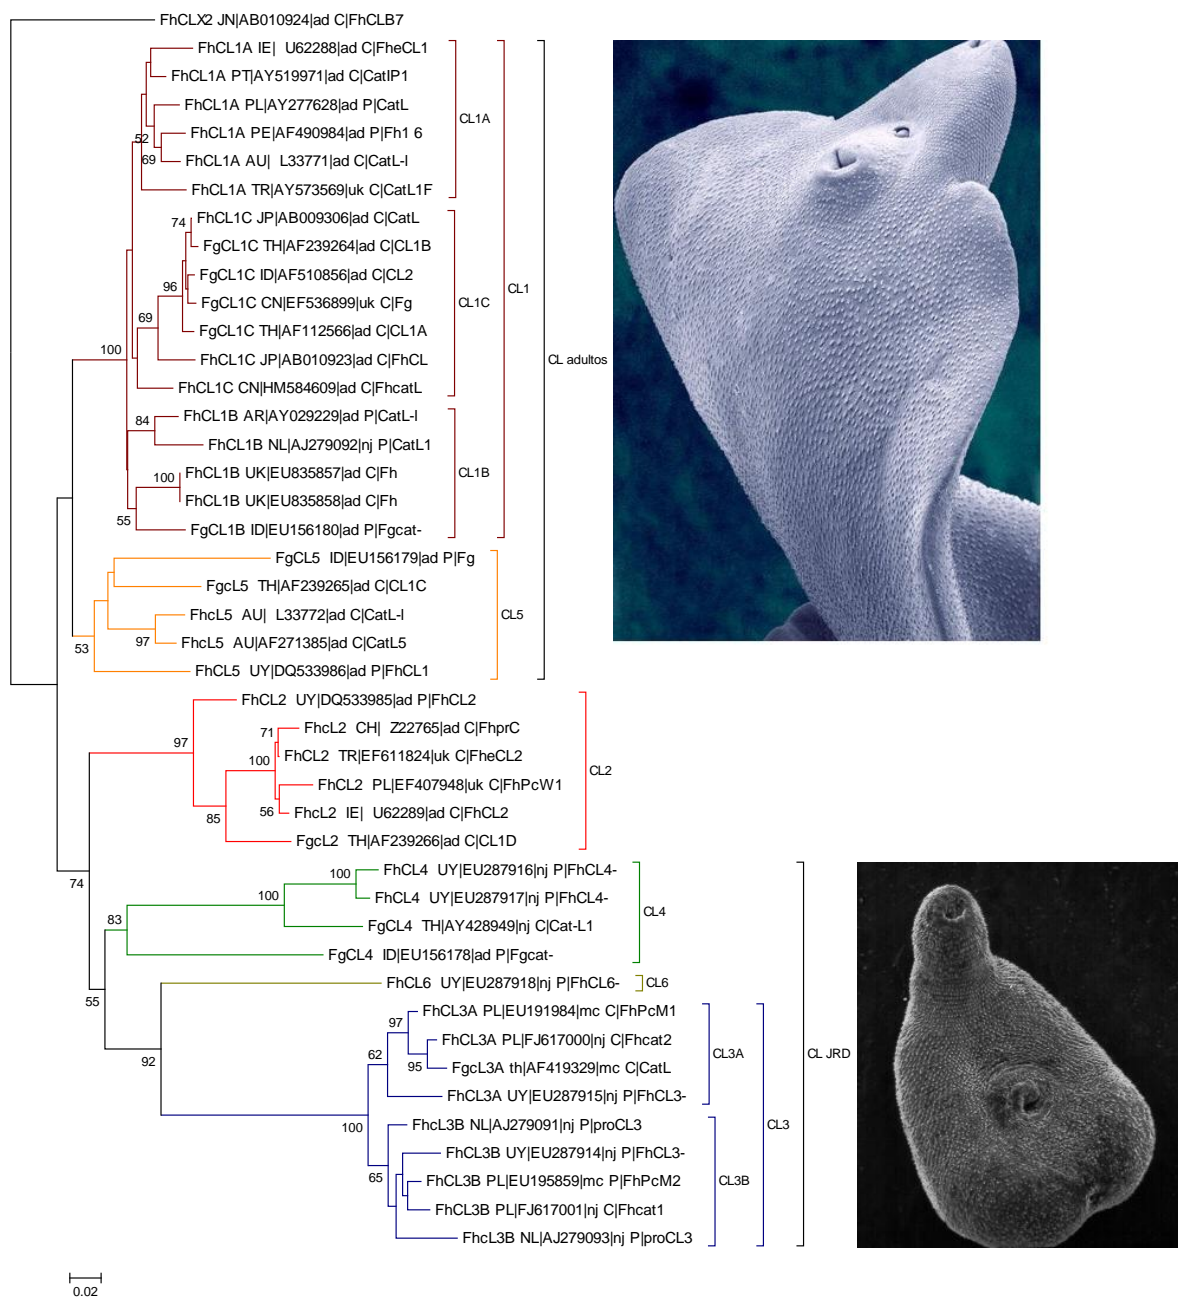 FhCLX2 JN|AB010924|ad C|FhCLB7
FhCL1A IE| U62288|ad C|FheCL1
FhCL1A PT|AY519971|ad C|CatlP1
FhCL1A PL|AY277628|ad P|CatL
CL1A
FhCL1A PE|AF490984|ad P|Fh1 6
52
69
FhCL1A AU| L33771|ad C|CatL-l
FhCL1A TR|AY573569|uk C|CatL1F
74
FhCL1C JP|AB009306|ad C|CatL
FgCL1C TH|AF239264|ad C|CL1B
FgCL1C ID|AF510856|ad C|CL2
CL1
96
FgCL1C CN|EF536899|uk C|Fg
CL1C
69
FgCL1C TH|AF112566|ad C|CL1A
100
FhCL1C JP|AB010923|ad C|FhCL
CL adultos
FhCL1C CN|HM584609|ad C|FhcatL
84
FhCL1B AR|AY029229|ad P|CatL-l
FhCL1B NL|AJ279092|nj P|CatL1
100
FhCL1B UK|EU835857|ad C|Fh
CL1B
FhCL1B UK|EU835858|ad C|Fh
55
FgCL1B ID|EU156180|ad P|Fgcat-
FgCL5 ID|EU156179|ad P|Fg
FgcL5 TH|AF239265|ad C|CL1C
FhcL5 AU| L33772|ad C|CatL-l
CL5
97
FhcL5 AU|AF271385|ad C|CatL5
53
FhCL5 UY|DQ533986|ad P|FhCL1
FhCL2 UY|DQ533985|ad P|FhCL2
71
FhcL2 CH| Z22765|ad C|FhprC
97
FhCL2 TR|EF611824|uk C|FheCL2
100
CL2
FhCL2 PL|EF407948|uk C|FhPcW1
56
FhcL2 IE| U62289|ad C|FhCL2
85
FgcL2 TH|AF239266|ad C|CL1D
74
100
FhCL4 UY|EU287916|nj P|FhCL4-
100
FhCL4 UY|EU287917|nj P|FhCL4-
CL4
83
FgCL4 TH|AY428949|nj C|Cat-L1
FgCL4 ID|EU156178|ad P|Fgcat-
FhCL6 UY|EU287918|nj P|FhCL6-
CL6
55
97
FhCL3A PL|EU191984|mc C|FhPcM1
FhCL3A PL|FJ617000|nj C|Fhcat2
CL3A
CL JRD
92
62
95
FgcL3A th|AF419329|mc C|CatL
FhCL3A UY|EU287915|nj P|FhCL3-
100
CL3
FhcL3B NL|AJ279091|nj P|proCL3
FhCL3B UY|EU287914|nj P|FhCL3-
65
FhCL3B PL|EU195859|mc P|FhPcM2
CL3B
FhCL3B PL|FJ617001|nj C|Fhcat1
FhcL3B NL|AJ279093|nj P|proCL3
0.02